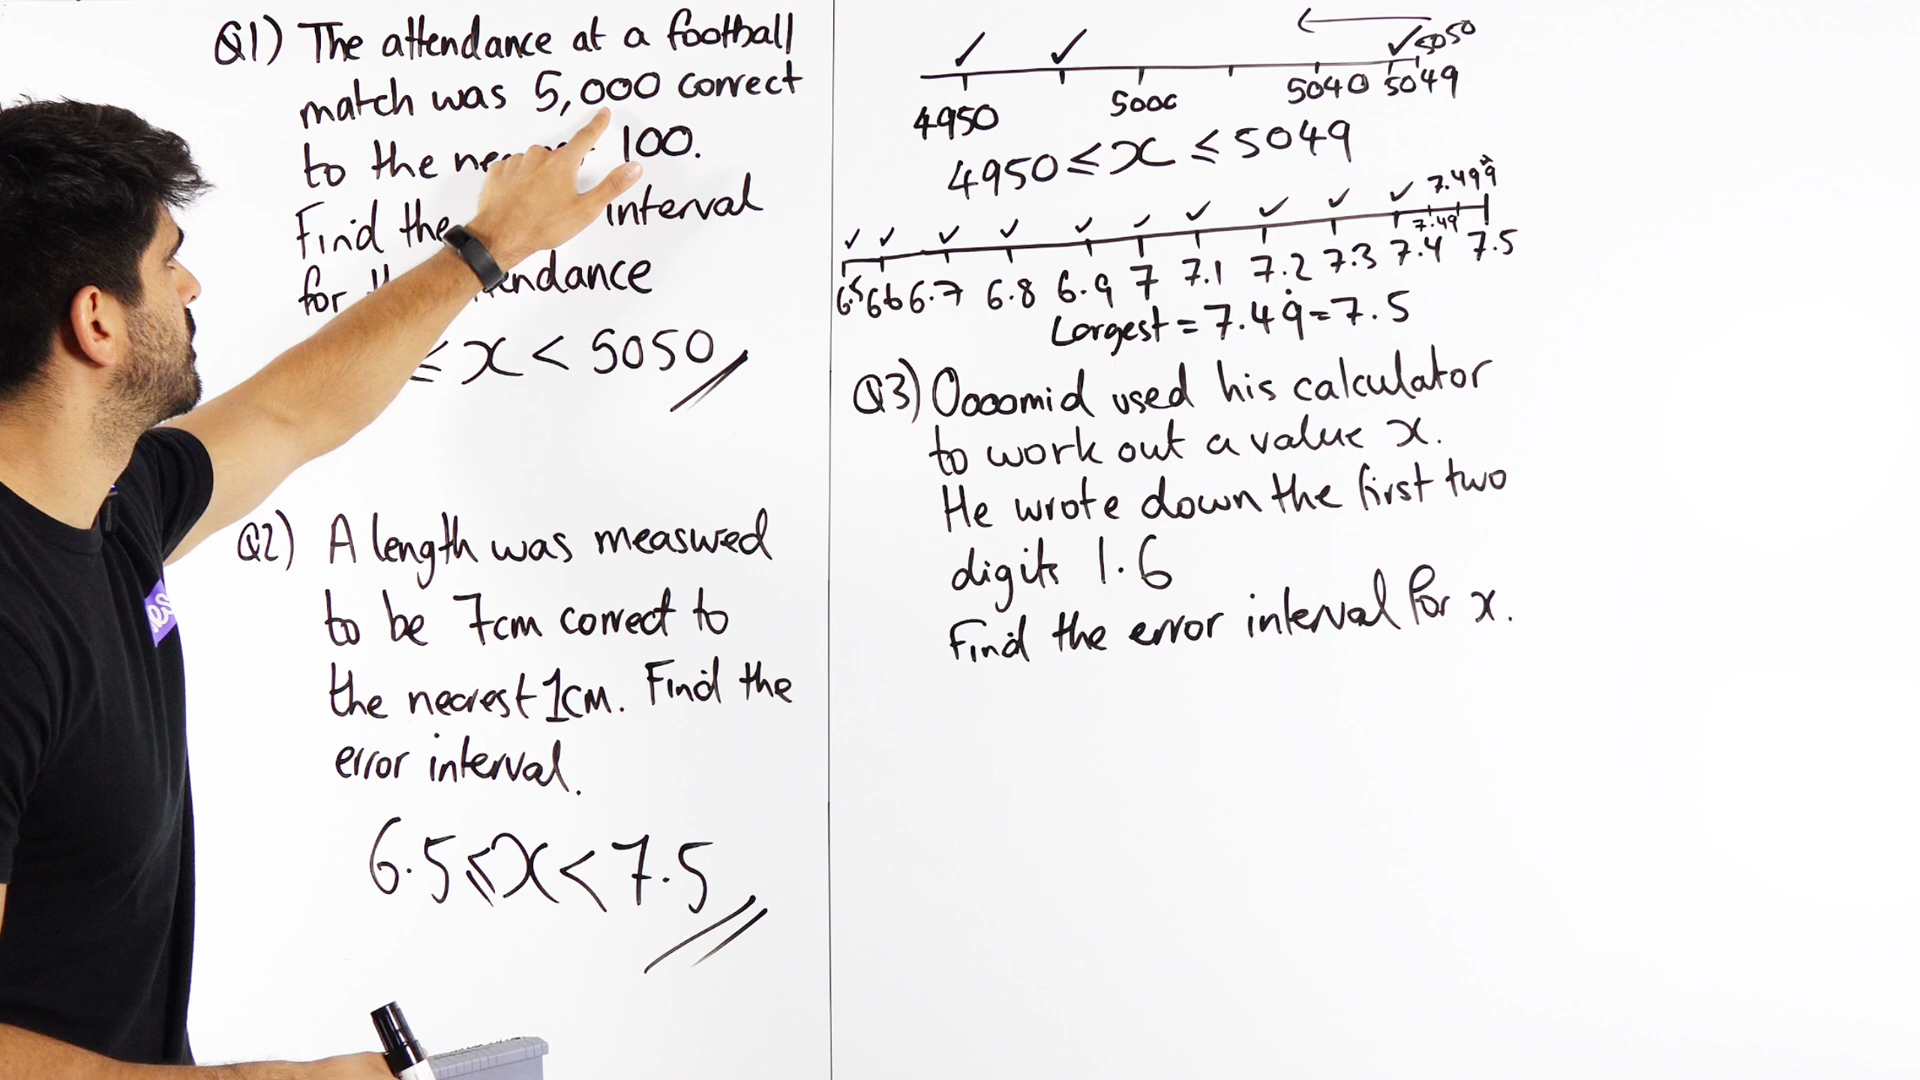 Q1) The attendance at a football
match was 5,000 correct
to the 100.
Find the interval
for
≤ x < 5050
Q2) A length was measured
to be 7cm correct to
the nearest 1cm. Find the
error interval.
6.5 ≤ x < 7.5
5050
4950 5000 5040 5049
4950 ≤ x ≤ 5049
7.499̇
7.49
6.5 6.6 6.7 6.8 6.9 7 7.1 7.2 7.3 7.4 7.5
Largest = 7.49̇ = 7.5
Q3) Oooomid used his calculator
to work out a value x.
He wrote down the first two
digits 1.6
Find the error interval for x.